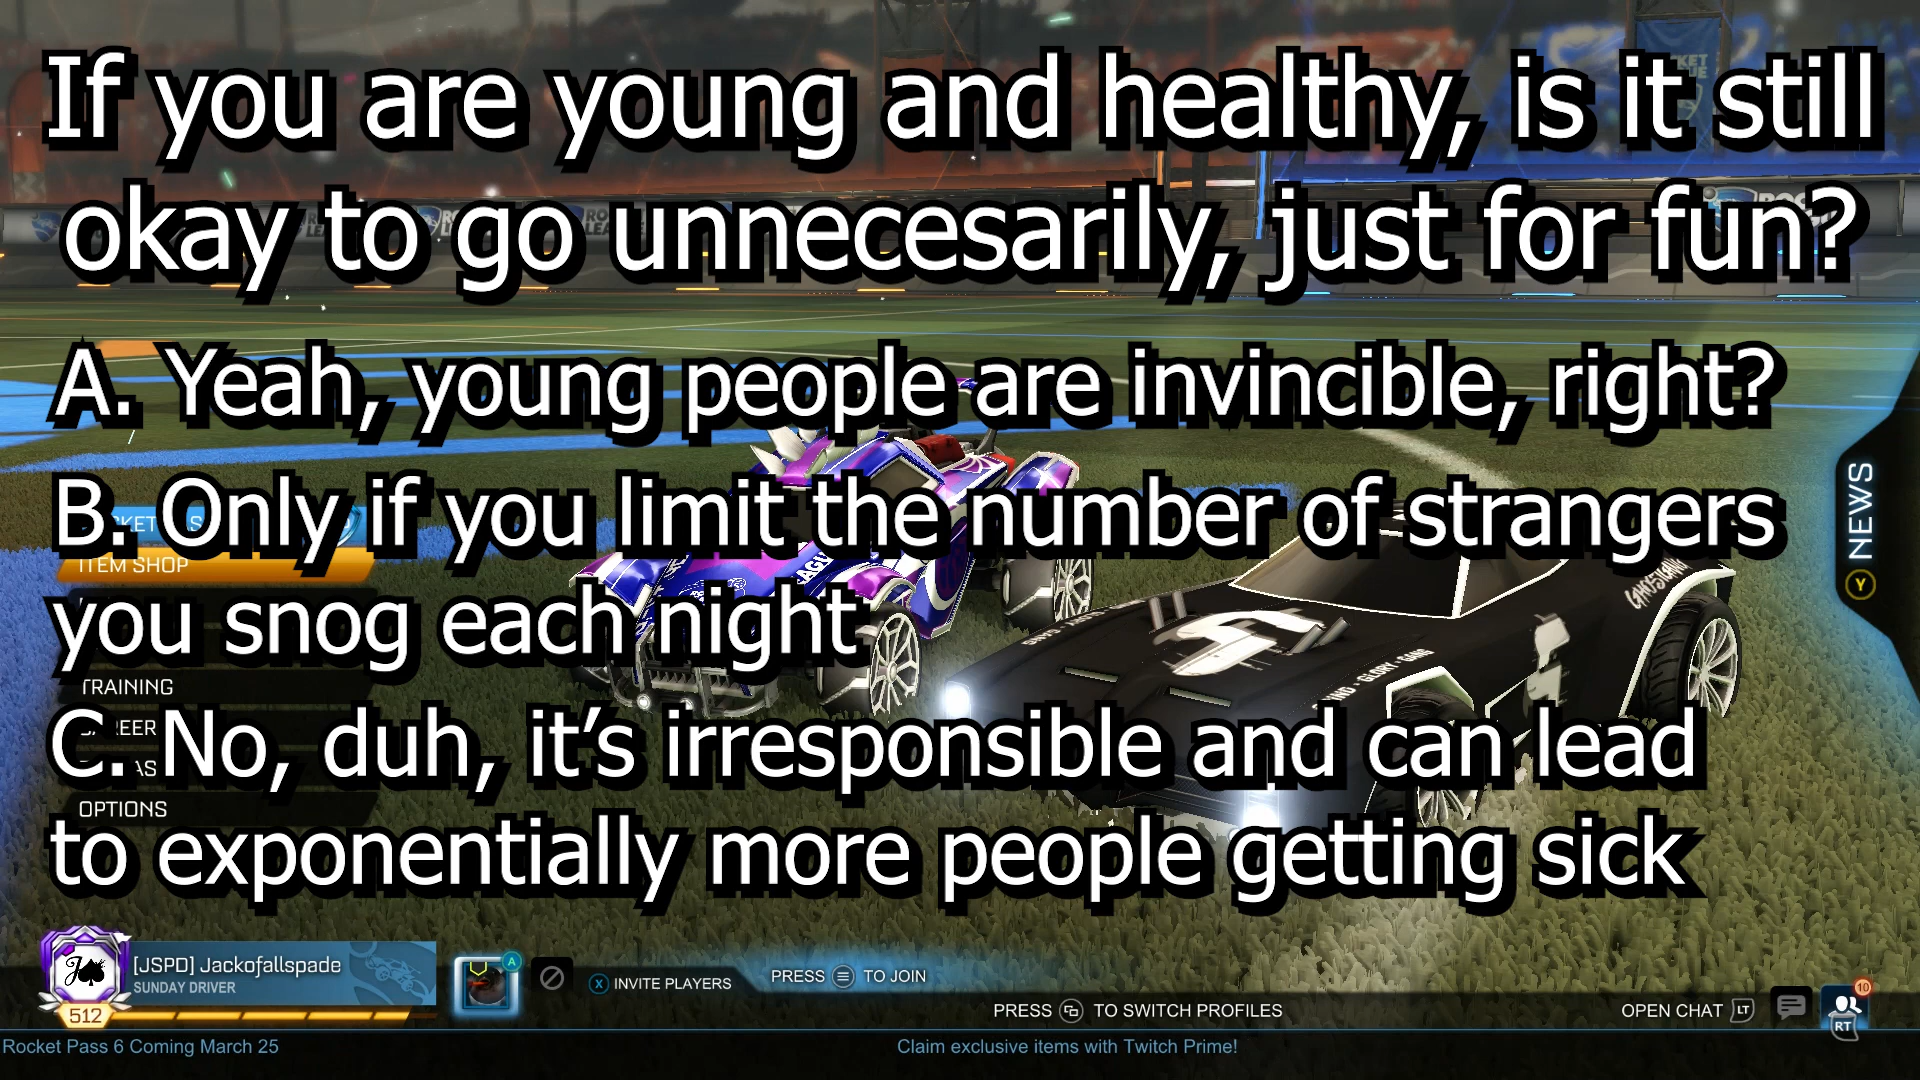 If you are young and healthy, is it still
okay to go unnecesarily, just for fun?
A. Yeah, young people are invincible, right?
B. Only if you limit the number of strangers
you snog each night
C. No, duh, it's irresponsible and can lead
to exponentially more people getting sick
ITEM SHOP
TRAINING
OPTIONS
NEWS
Y
[JSPD] Jackofallspade
SUNDAY DRIVER
512
A
X INVITE PLAYERS
PRESS TO JOIN
PRESS TO SWITCH PROFILES
OPEN CHAT LT
10
RT
Rocket Pass 6 Coming March 25
Claim exclusive items with Twitch Prime!